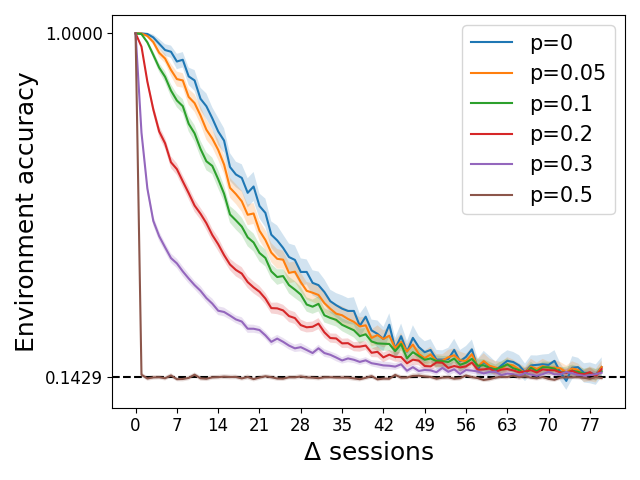 1.0000
0.1429
Environment accuracy
p=0
p=0.05
p=0.1
p=0.2
p=0.3
p=0.5
0 7 14 21 28 35 42 49 56 63 70 77
Δ sessions